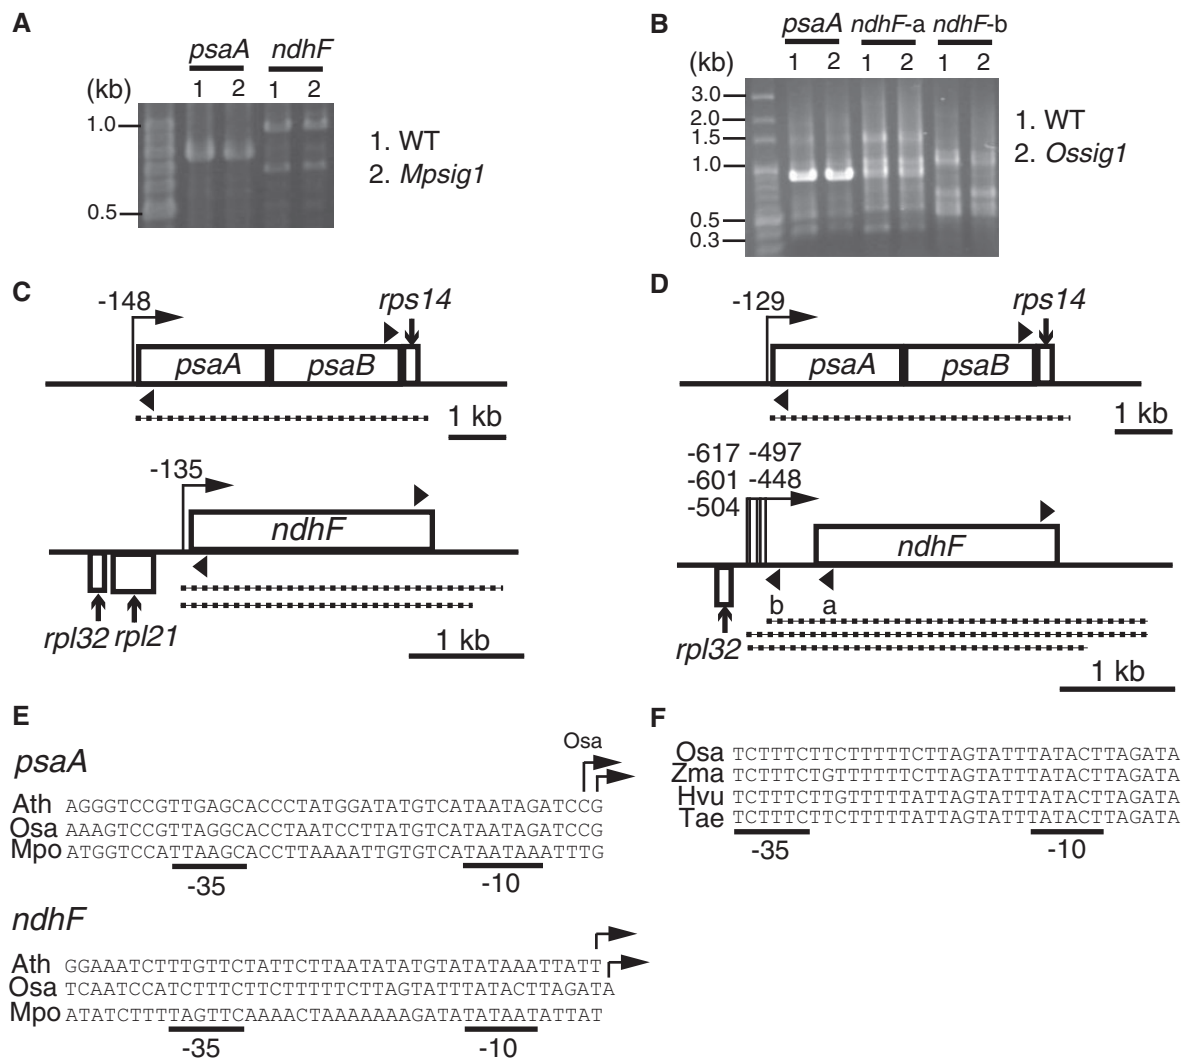 A
psaA ndhF
(kb) 1 2 1 2
1.0
0.5
1. WT
2. Mpsig1
B
psaA ndhF-a ndhF-b
(kb) 1 2 1 2 1 2
3.0
2.0
1.5
1.0
0.5
0.3
1. WT
2. Ossig1
C
-148 rps14
psaA psaB
1 kb
-135
ndhF
rpl32 rpl21
1 kb
D
-129 rps14
psaA psaB
1 kb
-617 -497
-601 -448
-504
ndhF
b a
rpl32
1 kb
E
psaA
Osa
Ath AGGGTCCGTTGAGCACCCTATGGATATGTCATAATAGATCCG
Osa AAAGTCCGTTAGGCACCTAATCCTTATGTCATAATAGATCCG
Mpo ATGGTCCATTAAGCACCTTAAAATTGTGTCATAATAAATTTG
-35 -10
ndhF
Ath GGAAATCTTTGTTCTATTCTTAATATATGTATATAAATTATT
Osa TCAATCCATCTTTCTTCTTTTTCTTAGTATTTATACTTAGATA
Mpo ATATCTTTTAGTTCAAAACTAAAAAAAGATATATAATATTAT
-35 -10
F
Osa TCTTTCTTCTTTTTCTTAGTATTTATACTTAGATA
Zma TCTTTCTGTTTTTTCTTAGTATTTATACTTAGATA
Hvu TCTTTCTTGTTTTTATTAGTATTTATACTTAGATA
Tae TCTTTCTTCTTTTTATTAGTATTTATACTTAGATA
-35 -10